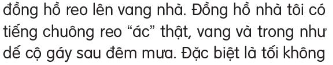 đồng hồ reo lên vang nhà. Đồng hồ nhà tôi có
tiếng chuông reo “ác” thật, vang và trong như
dế cộ gáy sau đêm mưa. Đặc biệt là tối không